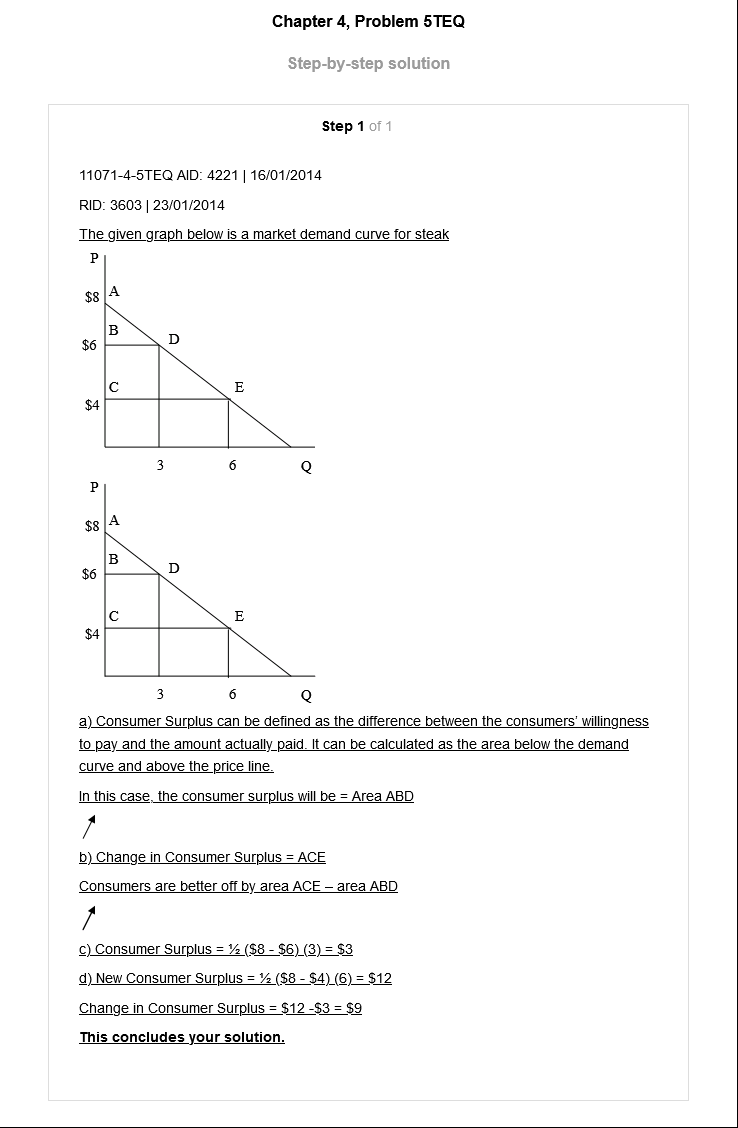 Chapter 4, Problem 5TEQ
Step-by-step solution
Step 1 of 1
11071-4-5TEQ AID: 4221 | 16/01/2014
RID: 3603 | 23/01/2014
The given graph below is a market demand curve for steak
P
$8 A
B
$6 D
C E
$4
3 6 Q
P
$8 A
B
$6 D
C E
$4
3 6 Q
a) Consumer Surplus can be defined as the difference between the consumers' willingness
to pay and the amount actually paid. It can be calculated as the area below the demand
curve and above the price line.
In this case, the consumer surplus will be = Area ABD
b) Change in Consumer Surplus = ACE
Consumers are better off by area ACE – area ABD
c) Consumer Surplus = ½ ($8 - $6) (3) = $3
d) New Consumer Surplus = ½ ($8 - $4) (6) = $12
Change in Consumer Surplus = $12 -$3 = $9
This concludes your solution.